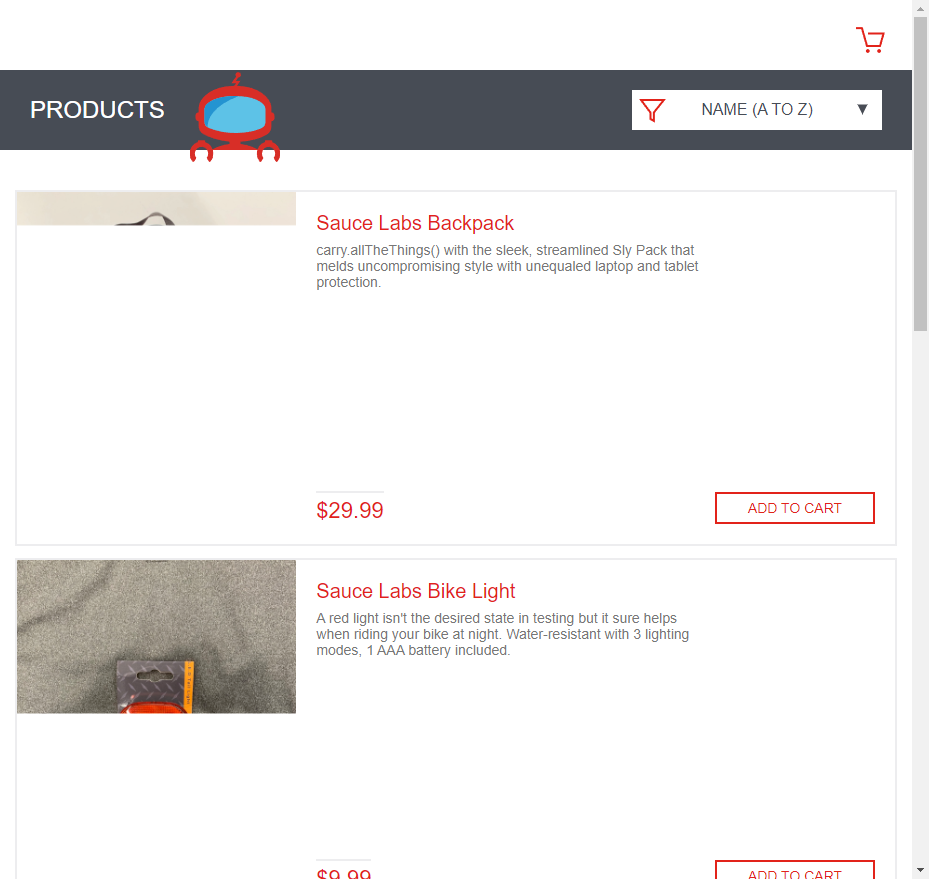 PRODUCTS
NAME (A TO Z)
Sauce Labs Backpack
carry.allTheThings() with the sleek, streamlined Sly Pack that
melds uncompromising style with unequaled laptop and tablet
protection.
$29.99
ADD TO CART
Sauce Labs Bike Light
A red light isn't the desired state in testing but it sure helps
when riding your bike at night. Water-resistant with 3 lighting
modes, 1 AAA battery included.
$9.99
ADD TO CART